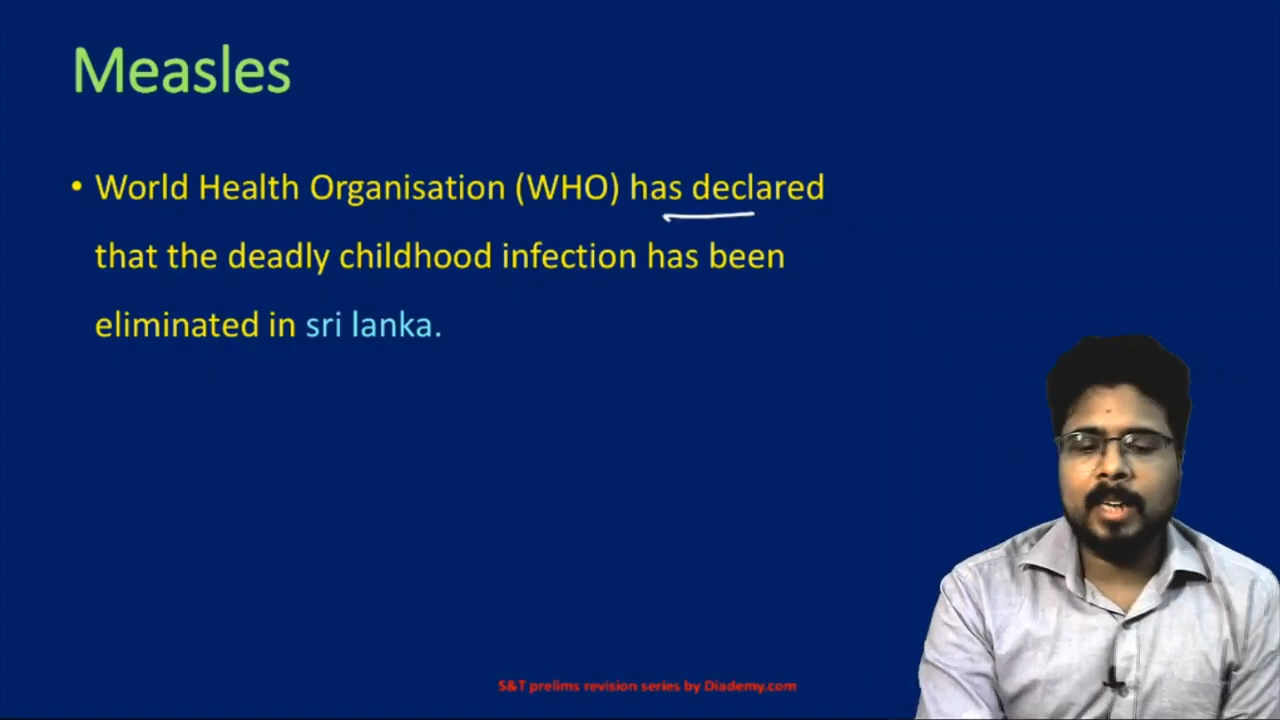 Measles
• World Health Organisation (WHO) has declared
that the deadly childhood infection has been
eliminated in sri lanka.
S&T prelims revision series by Diademy.com